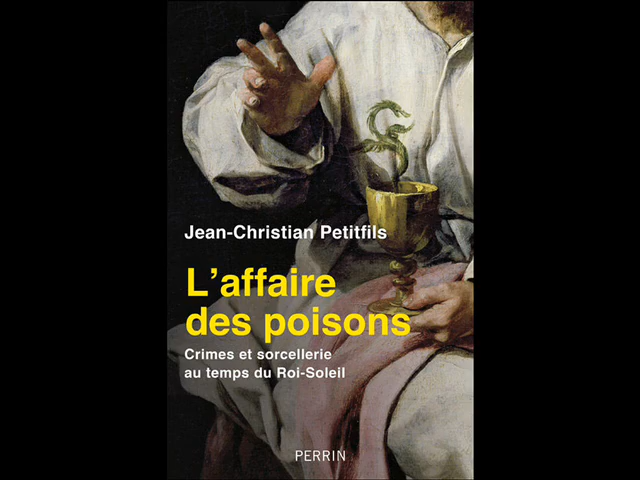 Jean-Christian Petitfils
L'affaire
des poisons
Crimes et sorcellerie
au temps du Roi-Soleil
PERRIN